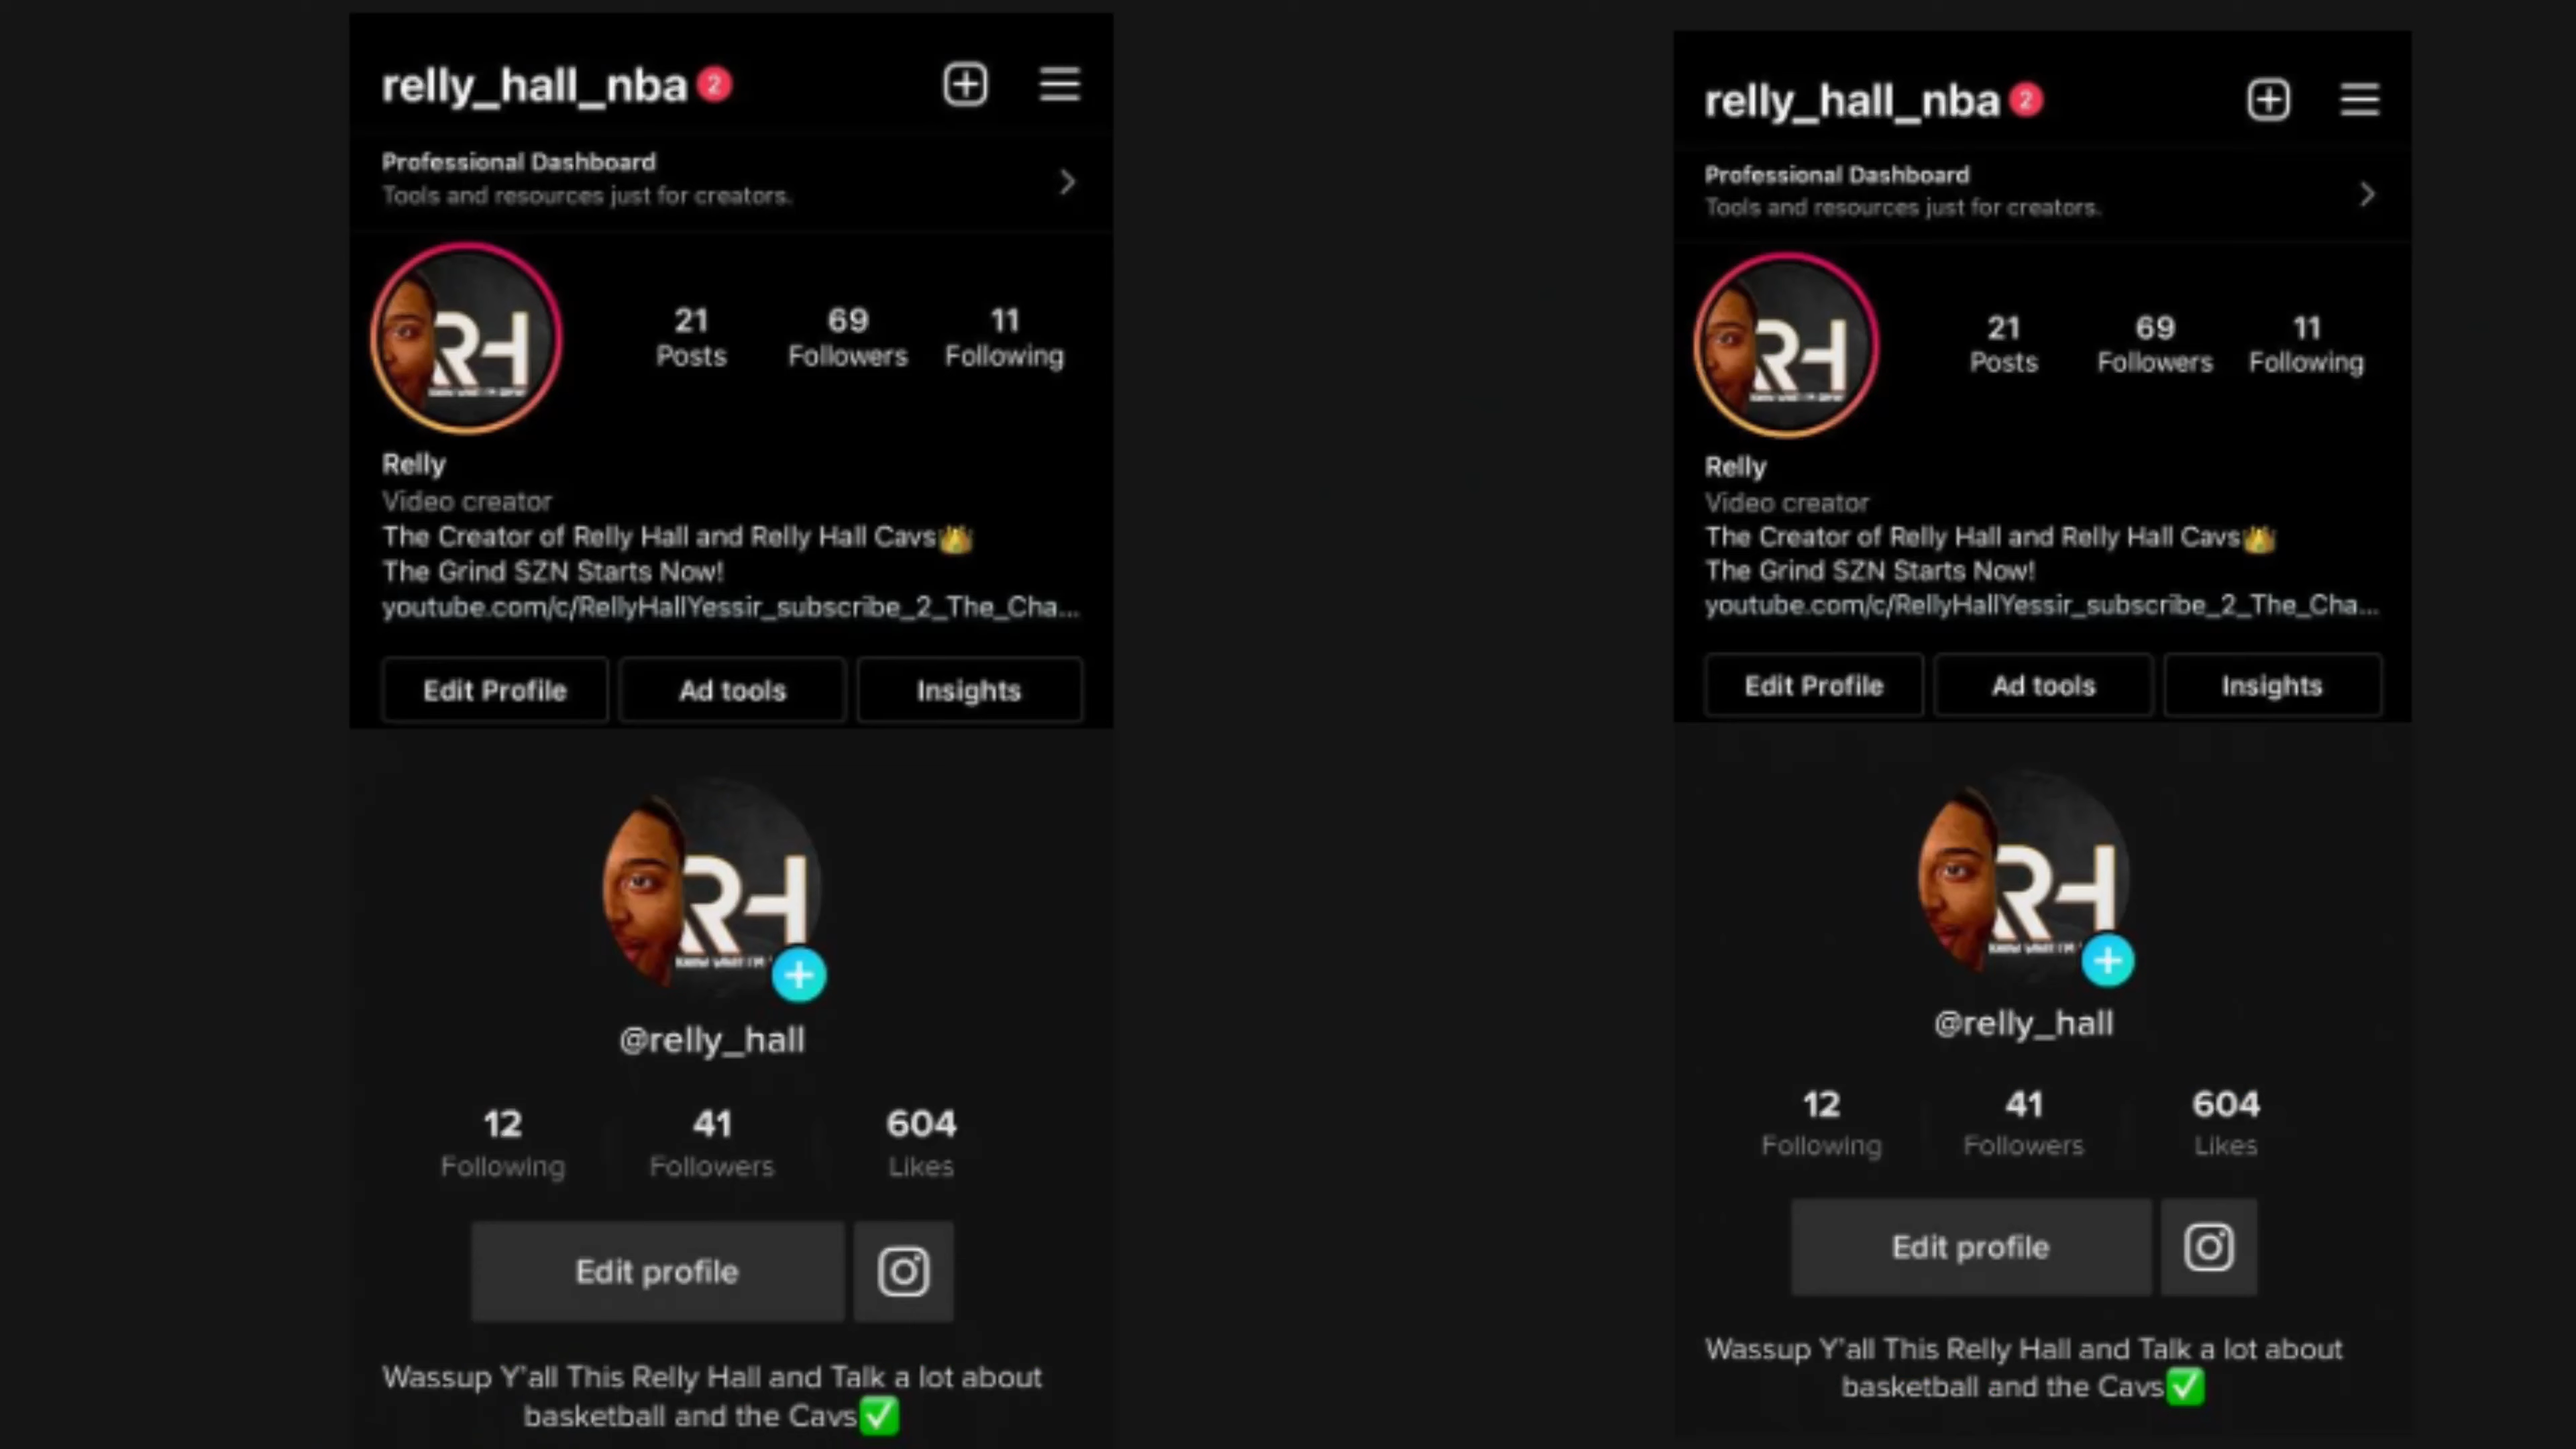 relly_hall_nba 2
Professional Dashboard
Tools and resources just for creators.
RH
21 69 11
Posts Followers Following
Relly
Video creator
The Creator of Relly Hall and Relly Hall Cavs👑
The Grind SZN Starts Now!
youtube.com/c/RellyHallYessir_subscribe_2_The_Cha...
Edit Profile Ad tools Insights
RH
@relly_hall
12 41 604
Following Followers Likes
Edit profile
Wassup Y'all This Relly Hall and Talk a lot about
basketball and the Cavs✅
relly_hall_nba 2
Professional Dashboard
Tools and resources just for creators.
RH
21 69 11
Posts Followers Following
Relly
Video creator
The Creator of Relly Hall and Relly Hall Cavs👑
The Grind SZN Starts Now!
youtube.com/c/RellyHallYessir_subscribe_2_The_Cha...
Edit Profile Ad tools Insights
RH
@relly_hall
12 41 604
Following Followers Likes
Edit profile
Wassup Y'all This Relly Hall and Talk a lot about
basketball and the Cavs✅